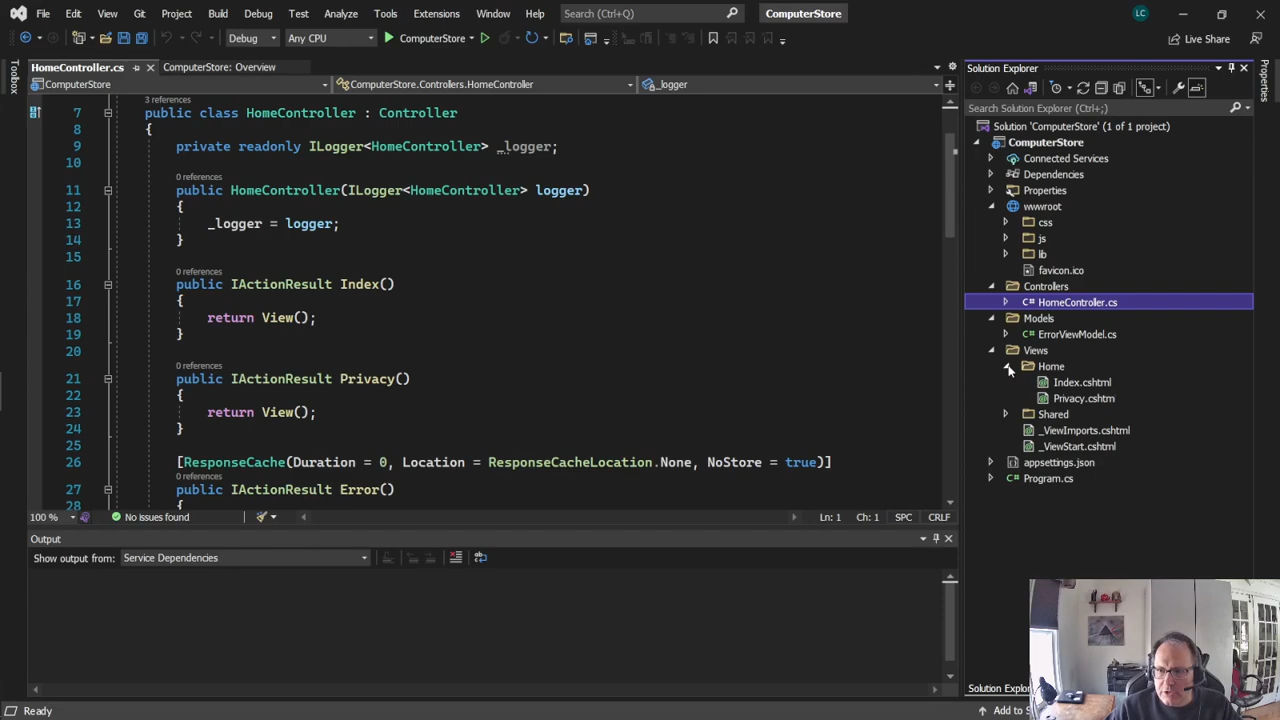 File Edit View Git Project Build Debug Test Analyze Tools Extensions Window Help Search (Ctrl+Q) ComputerStore LC
Debug Any CPU ComputerStore Live Share
Toolbox
HomeController.cs ComputerStore: Overview
ComputerStore ComputerStore.Controllers.HomeController _logger
3 references
7 public class HomeController : Controller
8 {
9 private readonly ILogger<HomeController> _logger;
10
0 references
11 public HomeController(ILogger<HomeController> logger)
12 {
13 _logger = logger;
14 }
15
0 references
16 public IActionResult Index()
17 {
18 return View();
19 }
20
0 references
21 public IActionResult Privacy()
22 {
23 return View();
24 }
25
26 [ResponseCache(Duration = 0, Location = ResponseCacheLocation.None, NoStore = true)]
0 references
27 public IActionResult Error()
28 {
100 % No issues found Ln: 1 Ch: 1 SPC CRLF
Output
Show output from: Service Dependencies
Solution Explorer
Search Solution Explorer (Ctrl+;)
Solution 'ComputerStore' (1 of 1 project)
ComputerStore
Connected Services
Dependencies
Properties
wwwroot
css
js
lib
favicon.ico
Controllers
C# HomeController.cs
Models
C# ErrorViewModel.cs
Views
Home
Index.cshtml
Privacy.cshtml
Shared
_ViewImports.cshtml
_ViewStart.cshtml
appsettings.json
Program.cs
Properties
Solution Explor
Ready Add to S